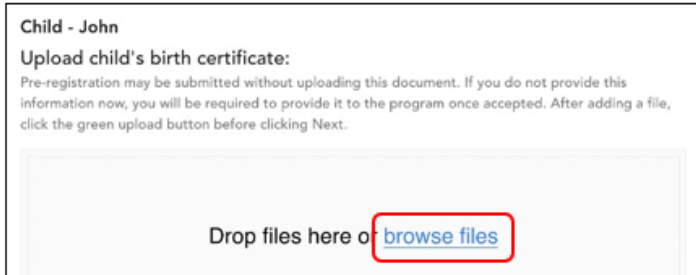 Child - John
Upload child's birth certificate:
Pre-registration may be submitted without uploading this document. If you do not provide this
information now, you will be required to provide it to the program once accepted. After adding a file,
click the green upload button before clicking Next.
Drop files here or browse files